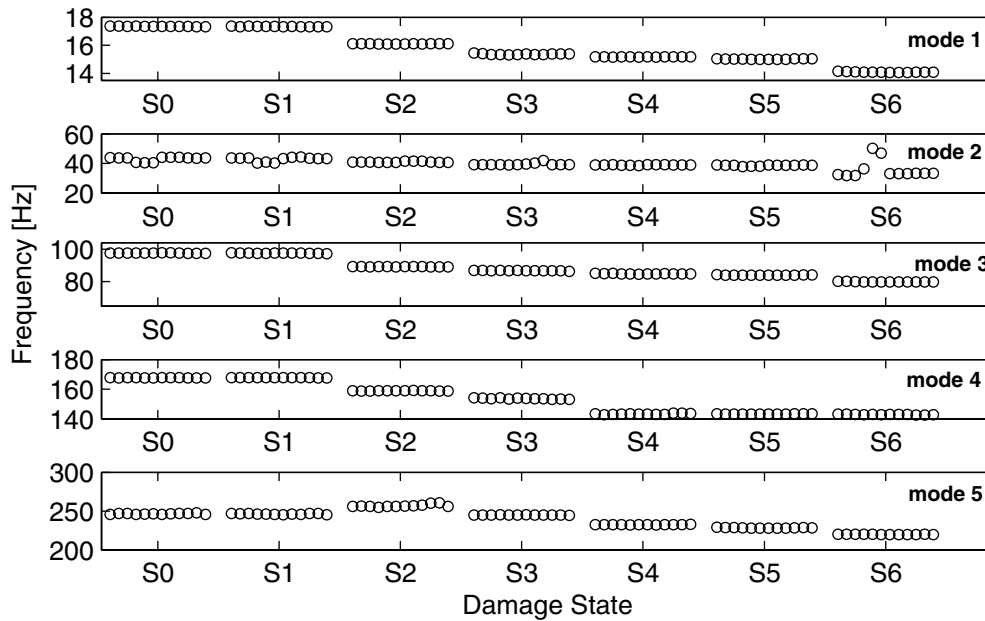 18
16
14
mode 1
S0 S1 S2 S3 S4 S5 S6
60
40
20
mode 2
S0 S1 S2 S3 S4 S5 S6
100
80
mode 3
S0 S1 S2 S3 S4 S5 S6
180
160
140
mode 4
S0 S1 S2 S3 S4 S5 S6
300
250
200
mode 5
S0 S1 S2 S3 S4 S5 S6
Frequency [Hz]
Damage State